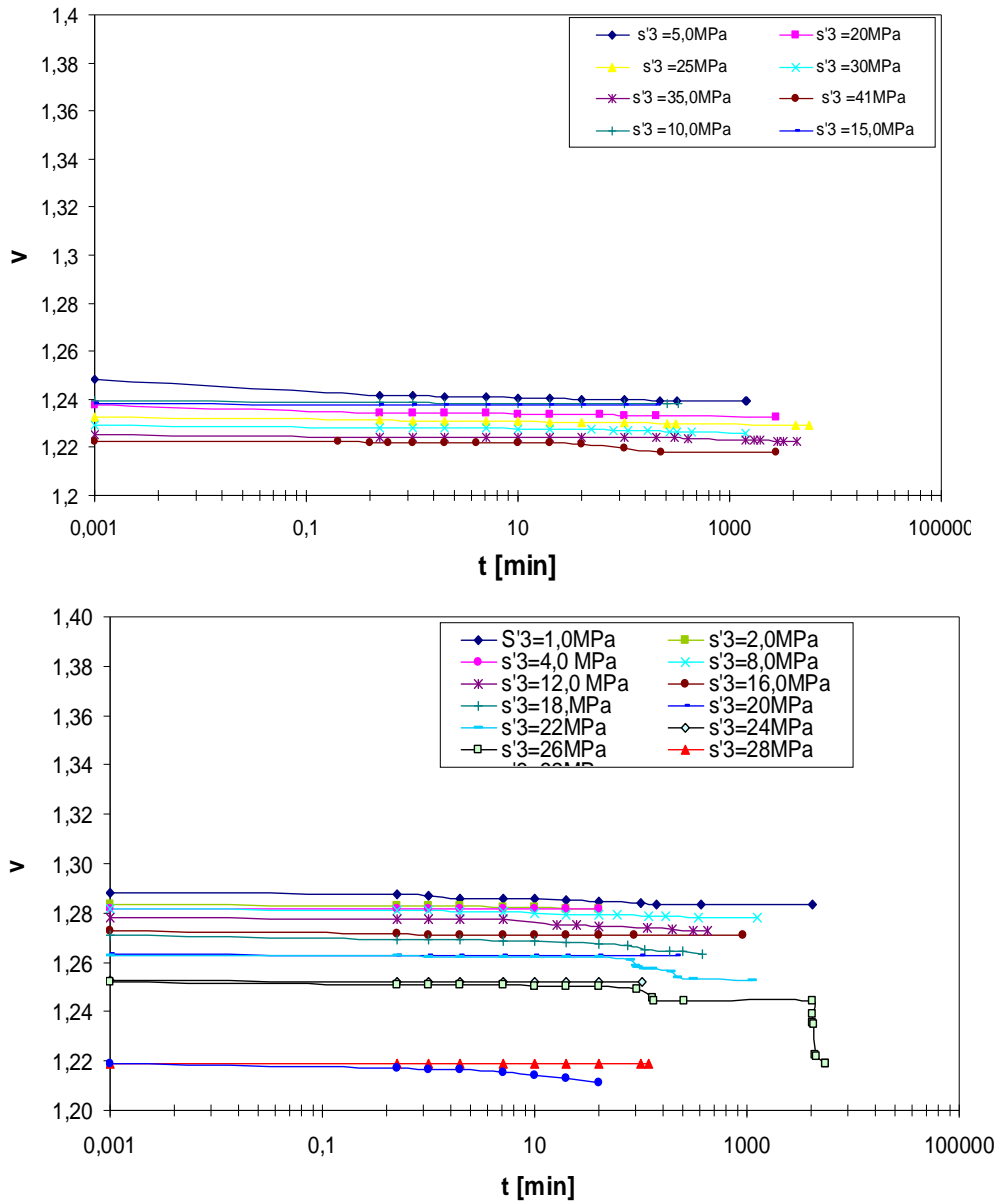 1,4
1,38
1,36
1,34
1,32
1,3
1,28
1,26
1,24
1,22
1,2
v
s'3 =5,0MPa s'3 =20MPa
s'3 =25MPa s'3 =30MPa
s'3 =35,0MPa s'3 =41MPa
s'3 =10,0MPa s'3 =15,0MPa
0,001 0,1 10 1000 100000
t [min]
1,40
1,38
1,36
1,34
1,32
1,30
1,28
1,26
1,24
1,22
1,20
v
S'3=1,0MPa s'3=2,0MPa
s'3=4,0 MPa s'3=8,0MPa
s'3=12,0 MPa s'3=16,0MPa
s'3=18,MPa s'3=20MPa
s'3=22MPa s'3=24MPa
s'3=26MPa s'3=28MPa
0,001 0,1 10 1000 100000
t [min]